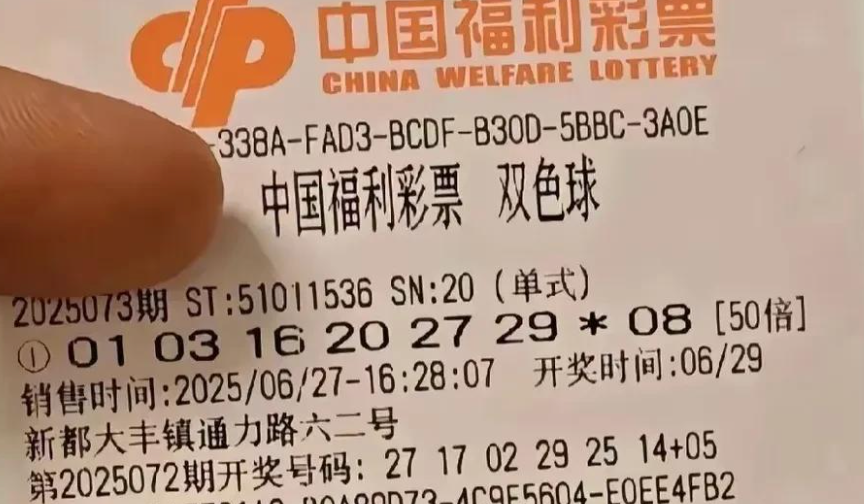 中国福利彩票
CHINA WELFARE LOTTERY
-338A-FAD3-BCDF-B30D-5BBC-3A0E
中国福利彩票 双色球
2025073期 ST:51011536 SN:20 (单式)
① 01 03 16 20 27 29 * 08 [50倍]
销售时间:2025/06/27-16:28:07 开奖时间:06/29
新都大丰镇通力路六二号
第2025072期开奖号码: 27 17 02 29 25 14+05
-4C9F5604-E0EE4FB2